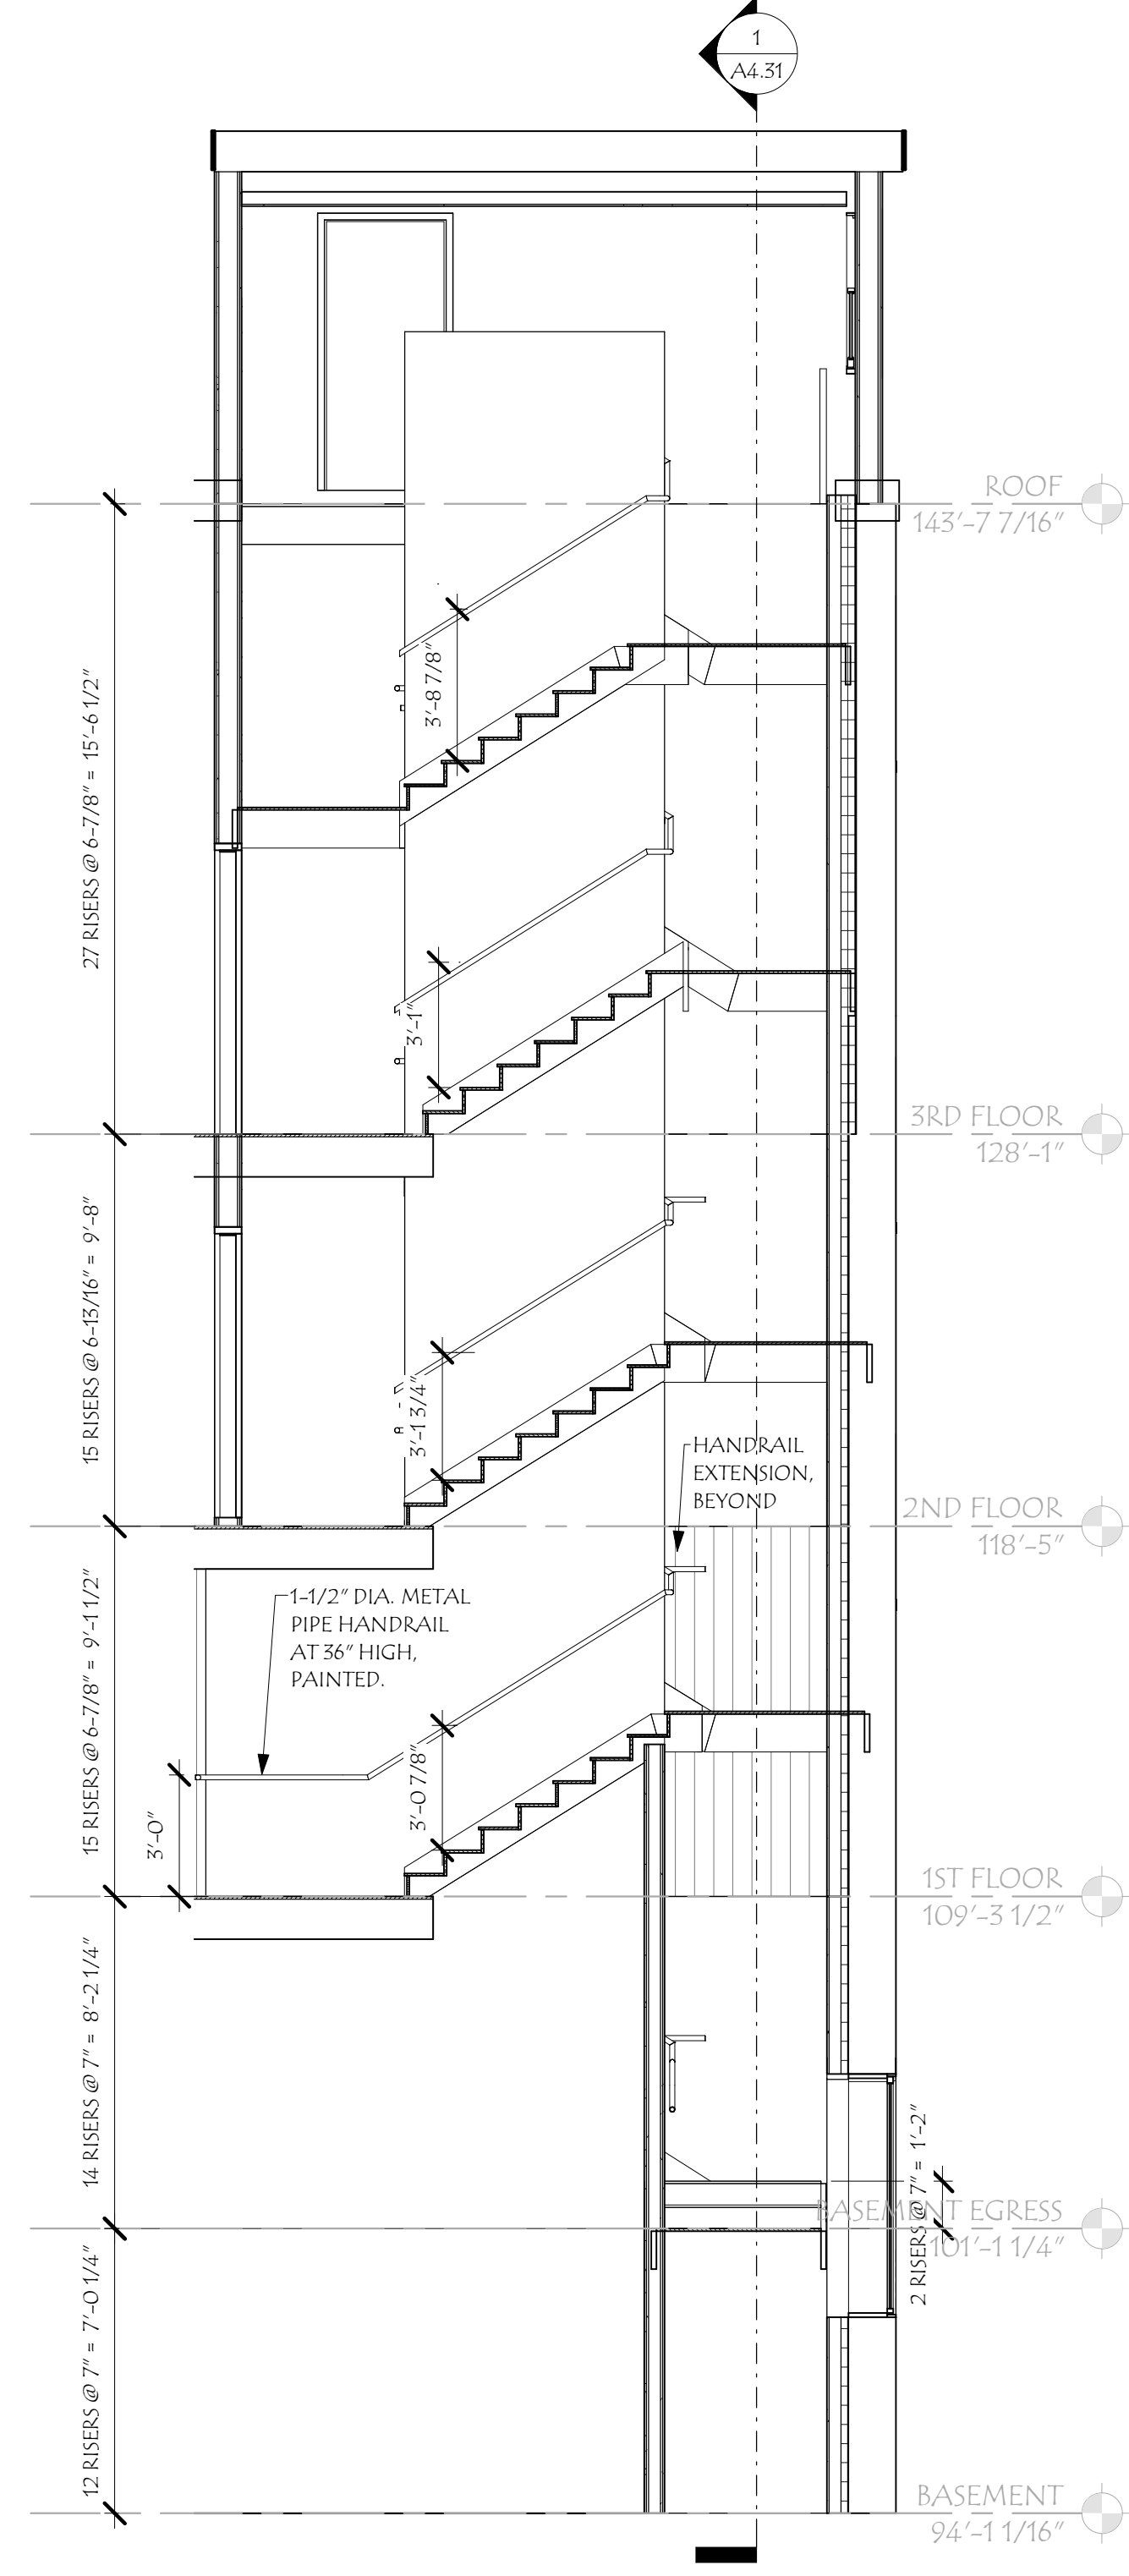 1
A4.31
ROOF
143'-7 7/16"
3'-8 7/8"
27 RISERS @ 6-7/8" = 15'-6 1/2"
3'-1"
3RD FLOOR
128'-1"
15 RISERS @ 6-13/16" = 9'-8"
3'-1 3/4"
HANDRAIL
EXTENSION,
BEYOND
2ND FLOOR
118'-5"
1-1/2" DIA. METAL
PIPE HANDRAIL
AT 36" HIGH,
PAINTED.
15 RISERS @ 6-7/8" = 9'-1 1/2"
3'-0"
3'-0 7/8"
1ST FLOOR
109'-3 1/2"
14 RISERS @ 7" = 8'-2 1/4"
2 RISERS @ 7" = 1'-2"
BASEMENT EGRESS
101'-1 1/4"
12 RISERS @ 7" = 7'-0 1/4"
BASEMENT
94'-1 1/16"